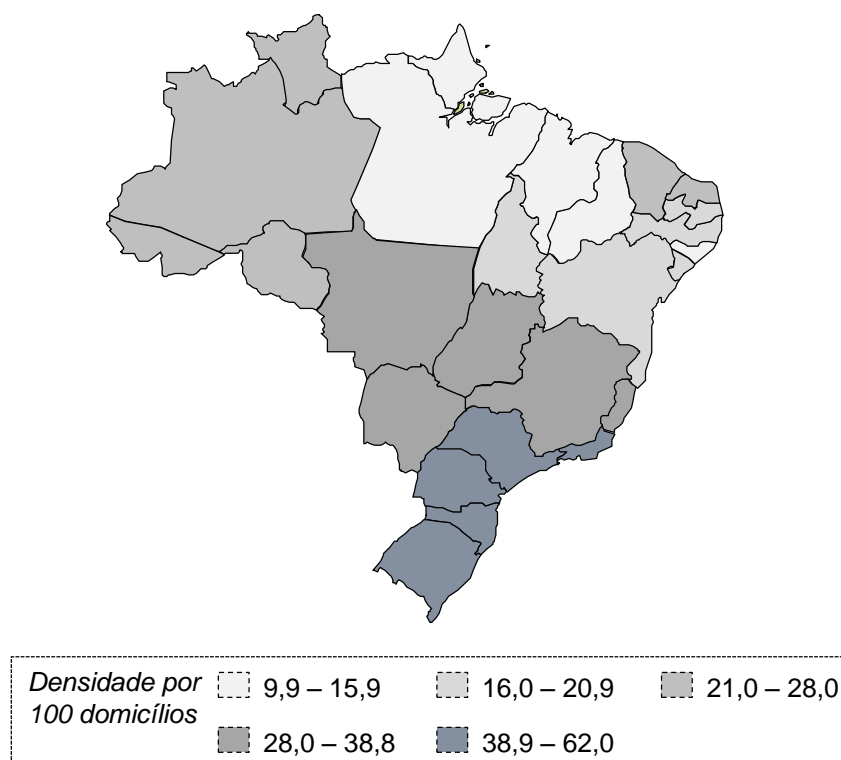 Densidade por
100 domicílios
9,9 – 15,9
16,0 – 20,9
21,0 – 28,0
28,0 – 38,8
38,9 – 62,0